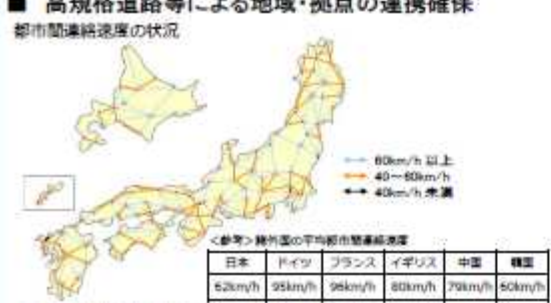 ■ 高規格道路等による地域・拠点の連携確保
都市間連絡速度の状況
60km/h 以上
40～60km/h
40km/h 未満
<参考>諸外国の平均都市間連絡速度
日本 ドイツ フランス イギリス 中国 韓国
62km/h 95km/h 96km/h 80km/h 79km/h 60km/h